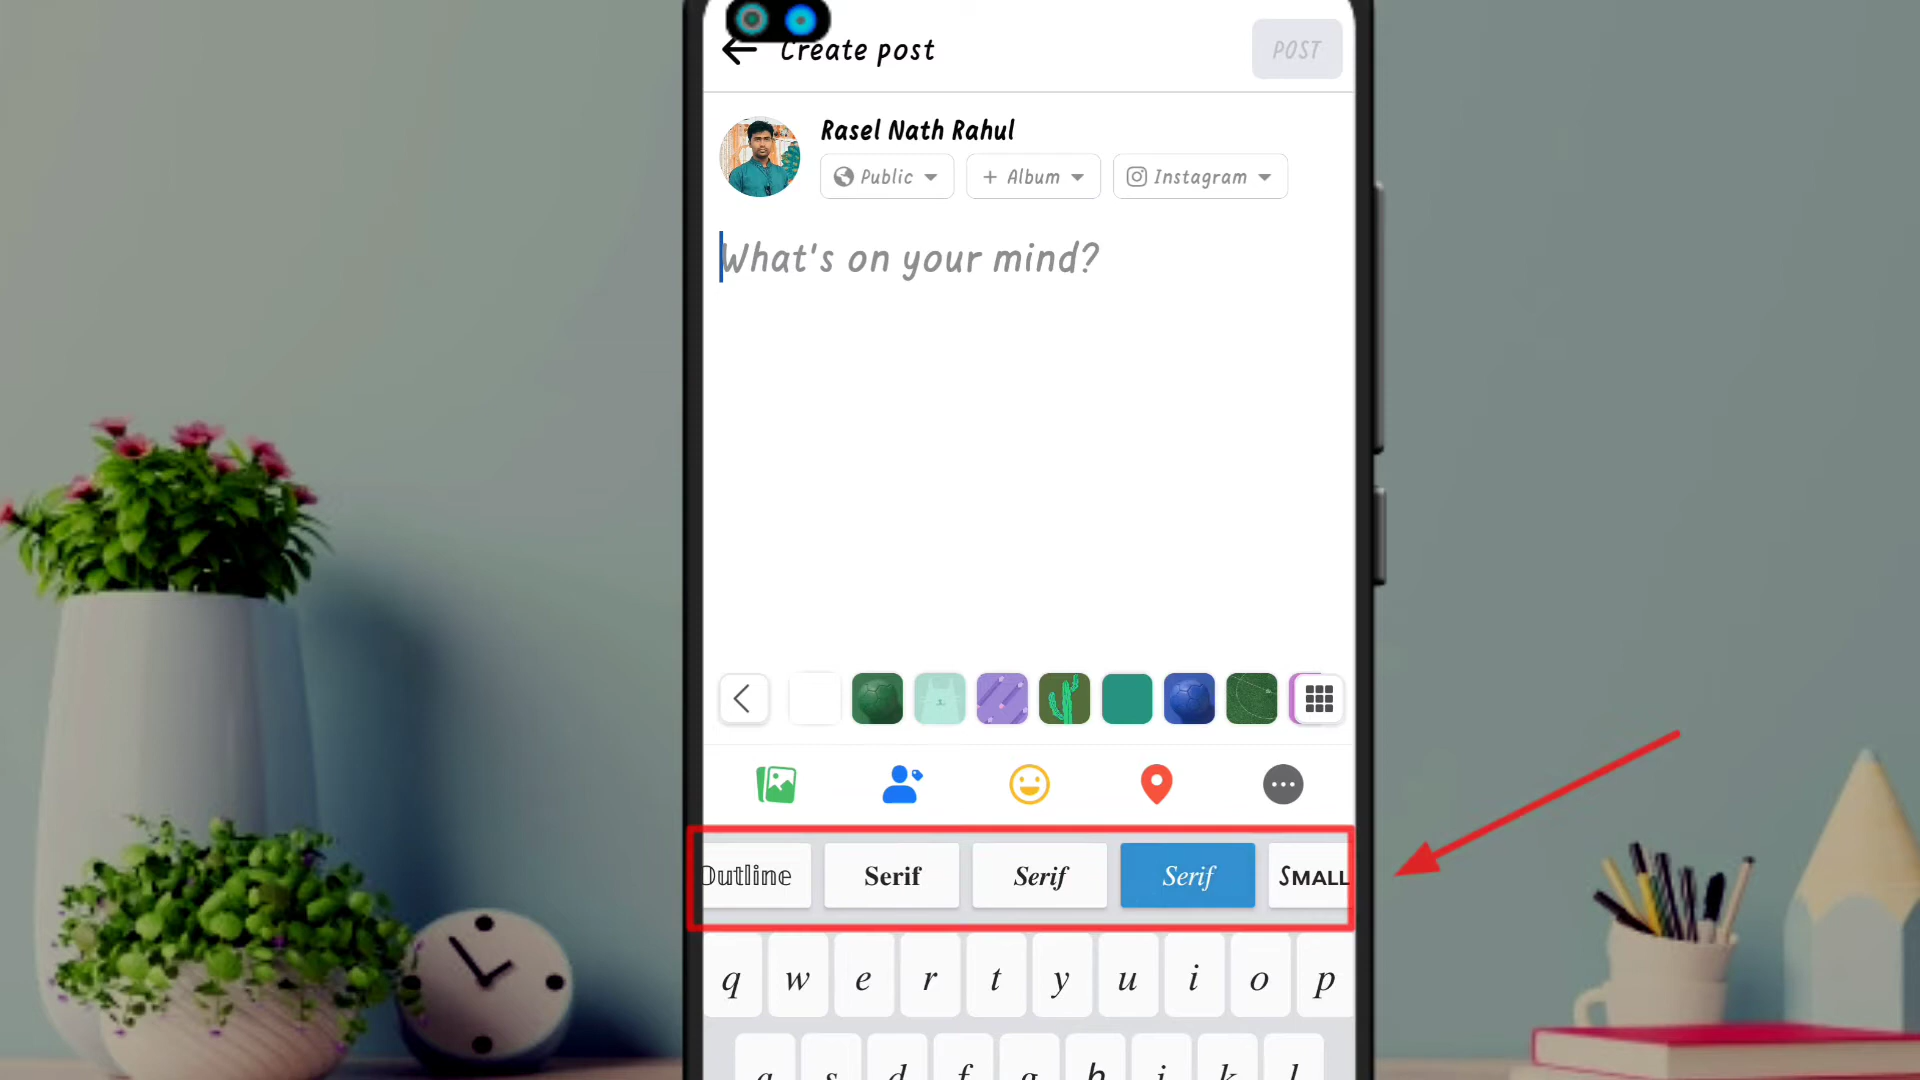 Create post
POST
Rasel Nath Rahul
Public
+ Album
Instagram
What's on your mind?
Outline
Serif
Serif
Serif
SMALL
q w e r t y u i o p
a s d f g h j k l